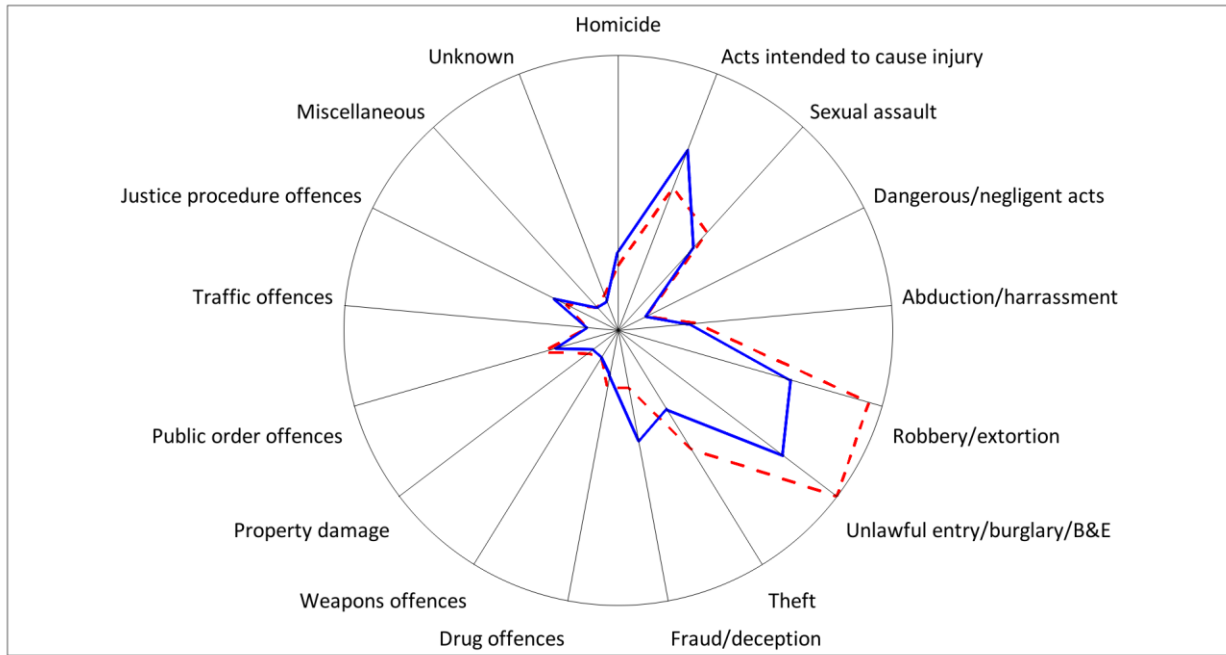 Homicide
Acts intended to cause injury
Sexual assault
Dangerous/negligent acts
Abduction/harrassment
Robbery/extortion
Unlawful entry/burglary/B&E
Theft
Fraud/deception
Drug offences
Weapons offences
Property damage
Public order offences
Traffic offences
Justice procedure offences
Miscellaneous
Unknown